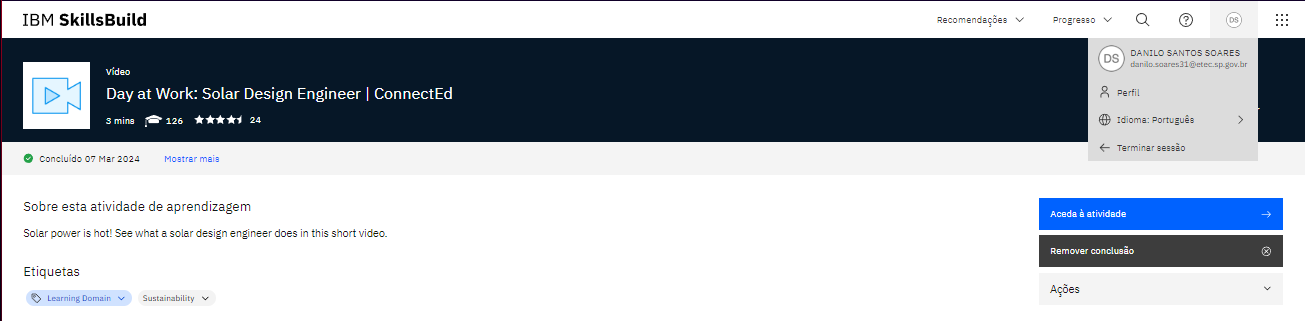 IBM SkillsBuild
Recomendações
Progresso
DS
DS
DANILO SANTOS SOARES
danilo.soares31@etec.sp.gov.br
Perfil
Idioma: Português
Terminar sessão
Vídeo
Day at Work: Solar Design Engineer | ConnectEd
3 mins 126 24
Concluído 07 Mar 2024 Mostrar mais
Sobre esta atividade de aprendizagem
Solar power is hot! See what a solar design engineer does in this short video.
Etiquetas
Learning Domain Sustainability
Aceda à atividade
Remover conclusão
Ações